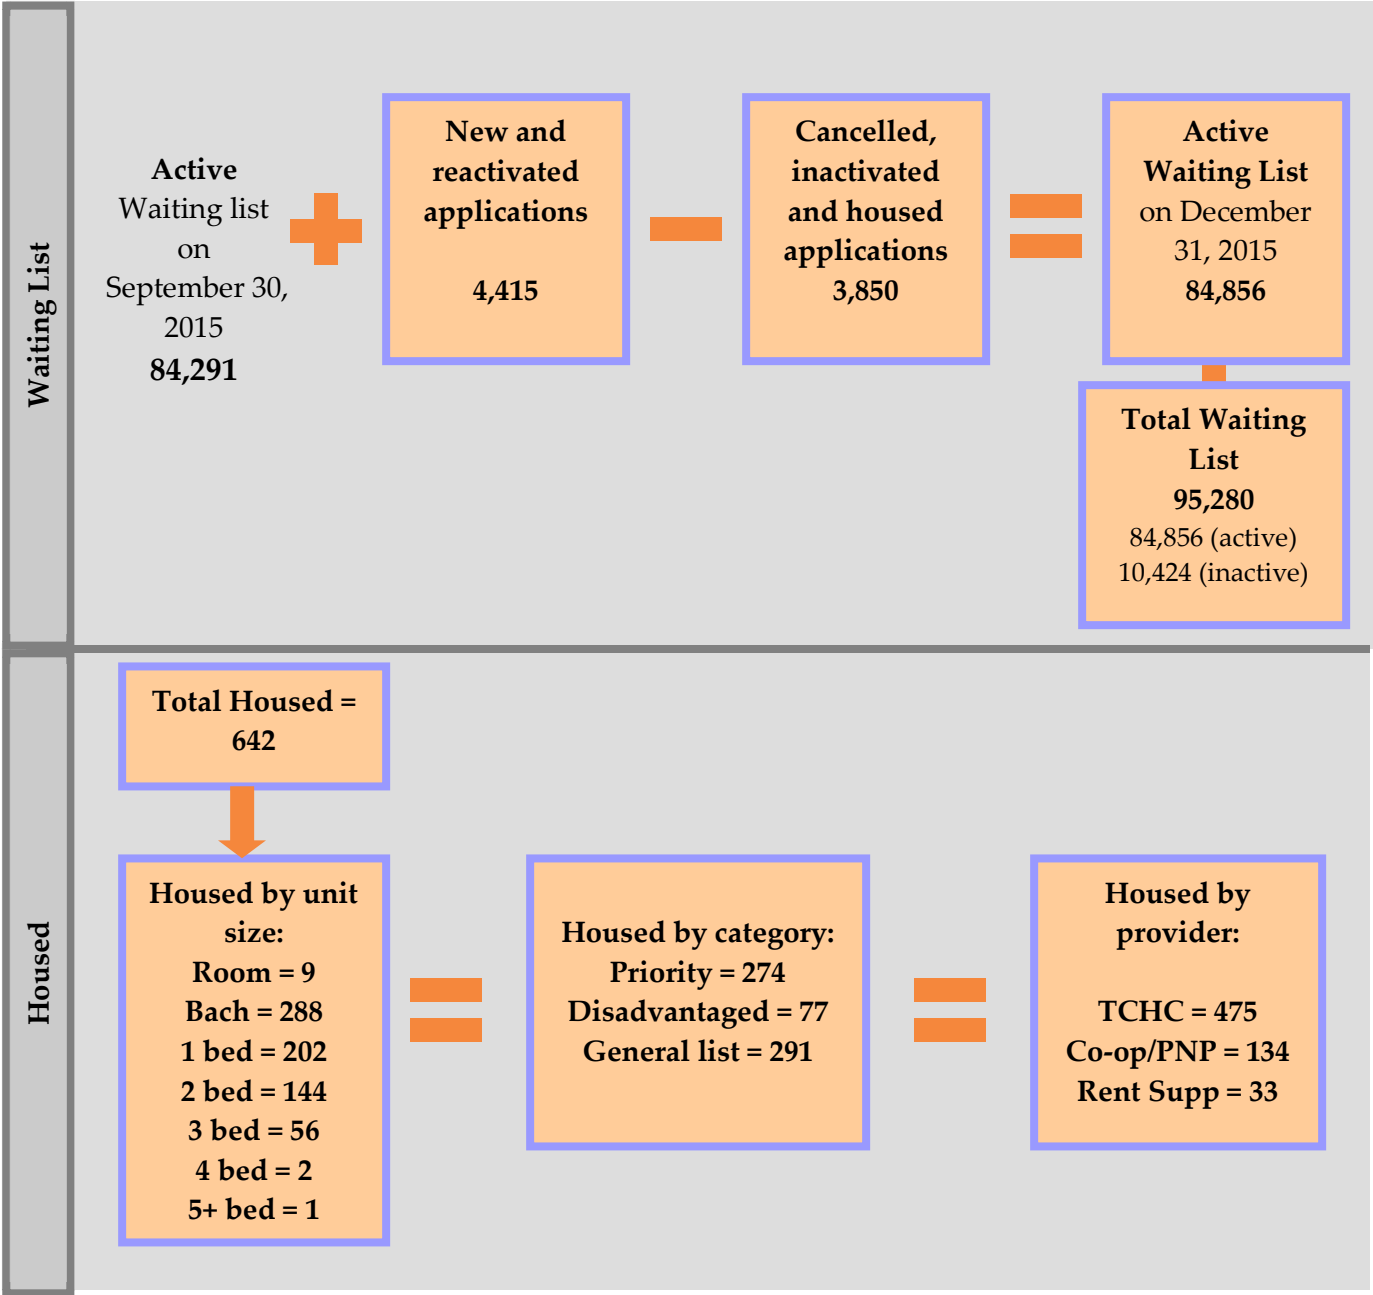 Waiting List
Active
Waiting list
on
September 30,
2015
84,291
New and
reactivated
applications
4,415
Cancelled,
inactivated
and housed
applications
3,850
Active
Waiting List
on December
31, 2015
84,856
Total Waiting
List
95,280
84,856 (active)
10,424 (inactive)
Housed
Total Housed =
642
Housed by unit
size:
Room = 9
Bach = 288
1 bed = 202
2 bed = 144
3 bed = 56
4 bed = 2
5+ bed = 1
Housed by category:
Priority = 274
Disadvantaged = 77
General list = 291
Housed by
provider:
TCHC = 475
Co-op/PNP = 134
Rent Supp = 33